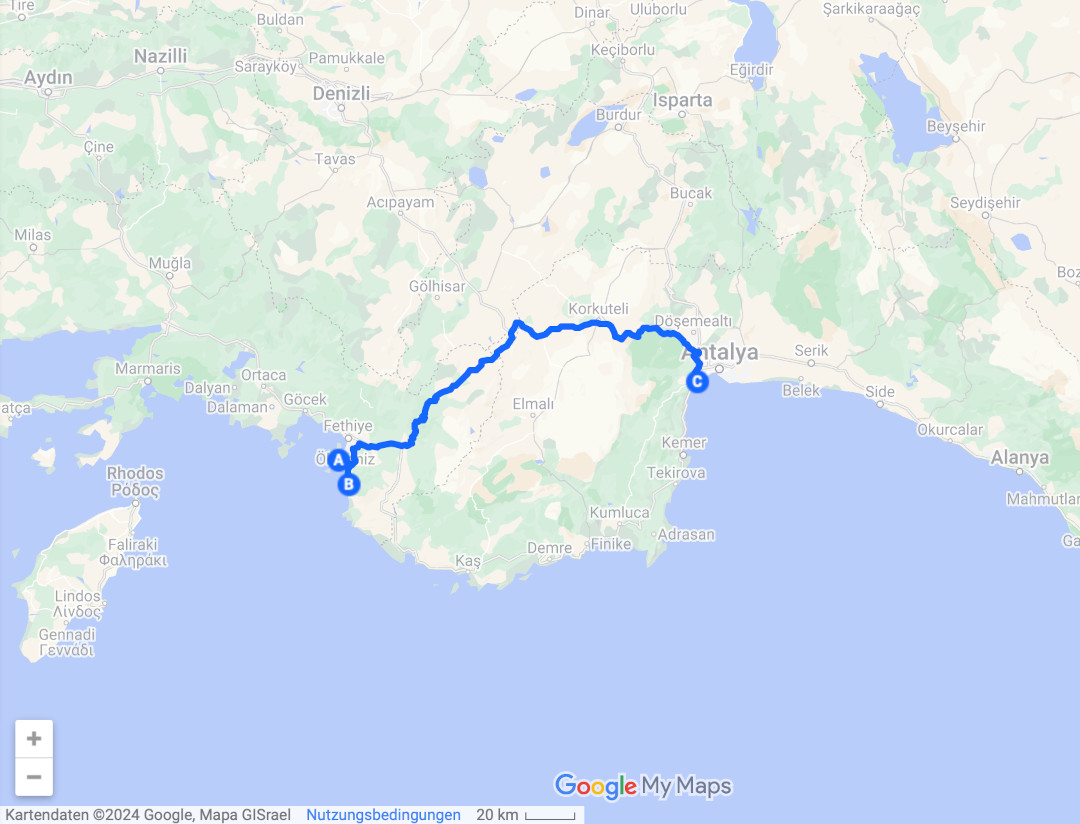 Tire
Buldan
Dinar
Uluborlu
Şarkikaraağaç
Keçiborlu
Nazilli
Sarayköy
Pamukkale
Eğirdir
Aydın
Denizli
Isparta
Burdur
Beyşehir
Çine
Tavas
Bucak
Acıpayam
Seydişehir
Milas
Muğla
Boz
Gölhisar
Korkuteli
Döşemealtı
Antalya
Serik
Marmaris
Ortaca
Dalyan
C
Belek
Side
atça
Dalaman
Göcek
Elmalı
Fethiye
Okurcalar
Kemer
A
Alanya
Rhodos
Ρόδος
B
Tekirova
Mahmutlar
Kumluca
Adrasan
Ga
Faliraki
Φαληράκι
Demre
Finike
Kaş
Lindos
Λίνδος
Gennadi
Γεννάδι
+
−
Google My Maps
Kartendaten ©2024 Google, Mapa GISrael Nutzungsbedingungen 20 km